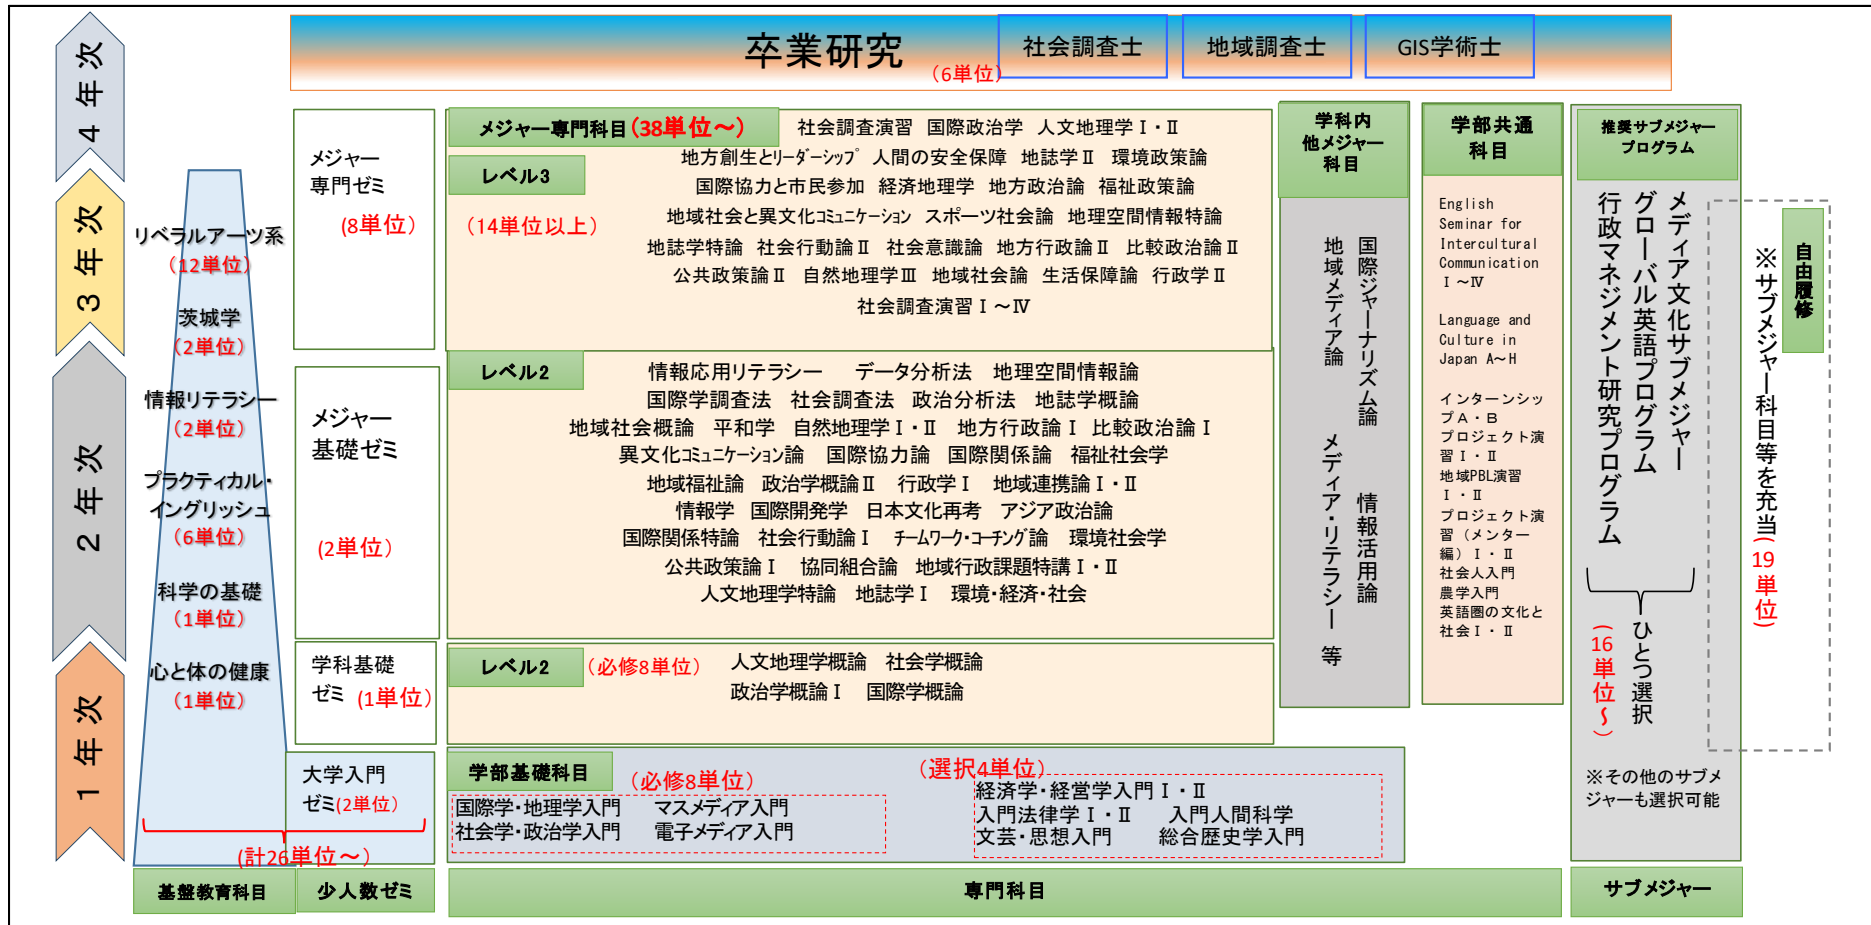 卒業研究
(6単位)
社会調査士
地域調査士
GIS学術士
4年次
3年次
2年次
1年次
リベラルアーツ系
(12単位)
茨城学
(2単位)
情報リテラシー
(2単位)
プラクティカル・
イングリッシュ
(6単位)
科学の基礎
(1単位)
心と体の健康
(1単位)
(計26単位～)
基盤教育科目
メジャー
専門ゼミ
(8単位)
メジャー
基礎ゼミ
(2単位)
学科基礎
ゼミ (1単位)
大学入門
ゼミ(2単位)
少人数ゼミ
メジャー専門科目(38単位～)
社会調査演習 国際政治学 人文地理学Ⅰ・Ⅱ
レベル3
(14単位以上)
地方創生とリーダーシップ 人間の安全保障 地誌学Ⅱ 環境政策論
国際協力と市民参加 経済地理学 地方政治論 福祉政策論
地域社会と異文化コミュニケーション スポーツ社会論 地理空間情報特論
地誌学特論 社会行動論Ⅱ 社会意識論 地方行政論Ⅱ 比較政治論Ⅱ
公共政策論Ⅱ 自然地理学Ⅲ 地域社会論 生活保障論 行政学Ⅱ
社会調査演習Ⅰ～Ⅳ
レベル2
情報応用リテラシー データ分析法 地理空間情報論
国際学調査法 社会調査法 政治分析法 地誌学概論
地域社会概論 平和学 自然地理学Ⅰ・Ⅱ 地方行政論Ⅰ 比較政治論Ⅰ
異文化コミュニケーション論 国際協力論 国際関係論 福祉社会学
地域福祉論 政治学概論Ⅱ 行政学Ⅰ 地域連携論Ⅰ・Ⅱ
情報学 国際開発学 日本文化再考 アジア政治論
国際関係特論 社会行動論Ⅰ チームワーク・コーチング論 環境社会学
公共政策論Ⅰ 協同組合論 地域行政課題特講Ⅰ・Ⅱ
人文地理学特論 地誌学Ⅰ 環境・経済・社会
レベル2
(必修8単位)
人文地理学概論 社会学概論
政治学概論Ⅰ 国際学概論
学部基礎科目
(必修8単位)
国際学・地理学入門 マスメディア入門
社会学・政治学入門 電子メディア入門
(選択4単位)
経済学・経営学入門Ⅰ・Ⅱ
入門法律学Ⅰ・Ⅱ 入門人間科学
文芸・思想入門 総合歴史学入門
専門科目
学科内
他メジャー
科目
国際ジャーナリズム論 情報活用論
地域メディア論 メディア・リテラシー 等
学部共通
科目
English
Seminar for
Intercultural
Communication
Ⅰ～Ⅳ
Language and
Culture in
Japan A～H
インターンシッ
プA・B
プロジェクト演
習Ⅰ・Ⅱ
地域PBL演習
Ⅰ・Ⅱ
プロジェクト演
習（メンター
編）Ⅰ・Ⅱ
社会人入門
農学入門
英語圏の文化と
社会Ⅰ・Ⅱ
推奨サブメジャー
プログラム
メディア文化サブメジャー
グローバル英語プログラム
行政マネジメント研究プログラム
ひとつ選択
(16単位～)
※その他のサブメ
ジャーも選択可能
サブメジャー
自由履修
※サブメジャー科目等を充当(19単位)